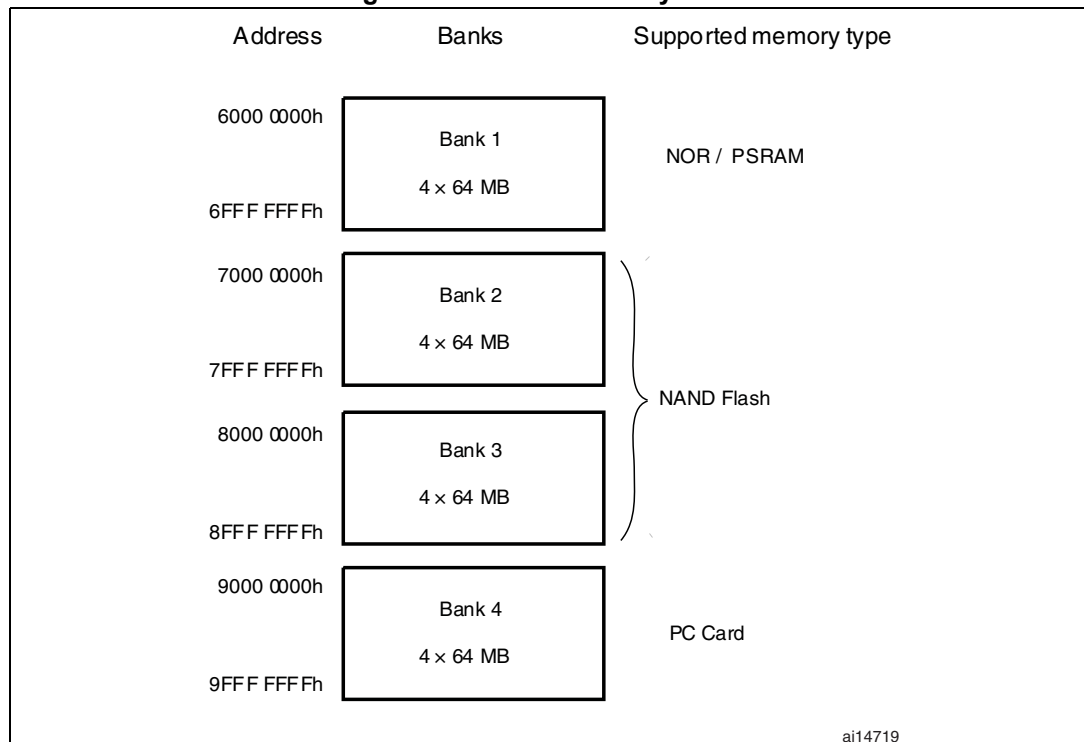 Address Banks Supported memory type
6000 0000h
Bank 1
NOR / PSRAM
4 × 64 MB
6FFF FFFFh
7000 0000h
Bank 2
4 × 64 MB
7FFF FFFFh
NAND Flash
8000 0000h
Bank 3
4 × 64 MB
8FFF FFFFh
9000 0000h
Bank 4
PC Card
4 × 64 MB
9FFF FFFFh
ai14719